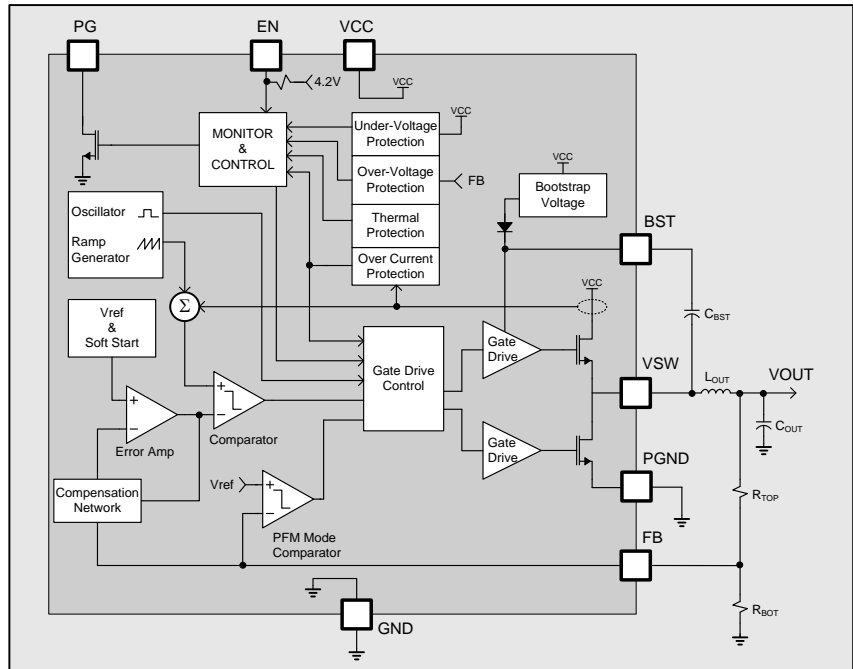 PG
EN
VCC
4.2V
VCC
MONITOR
&
CONTROL
Under-Voltage
Protection
VCC
Over-Voltage
Protection
FB
Thermal
Protection
Over Current
Protection
VCC
Bootstrap
Voltage
BST
Oscillator
Ramp
Generator
Σ
VCC
CBST
Vref
&
Soft Start
Gate Drive
Control
Gate
Drive
VSW
LOUT
VOUT
COUT
+
−
Error Amp
+
−
Comparator
Gate
Drive
PGND
Compensation
Network
Vref
+
−
PFM Mode
Comparator
RTOP
FB
RBOT
GND